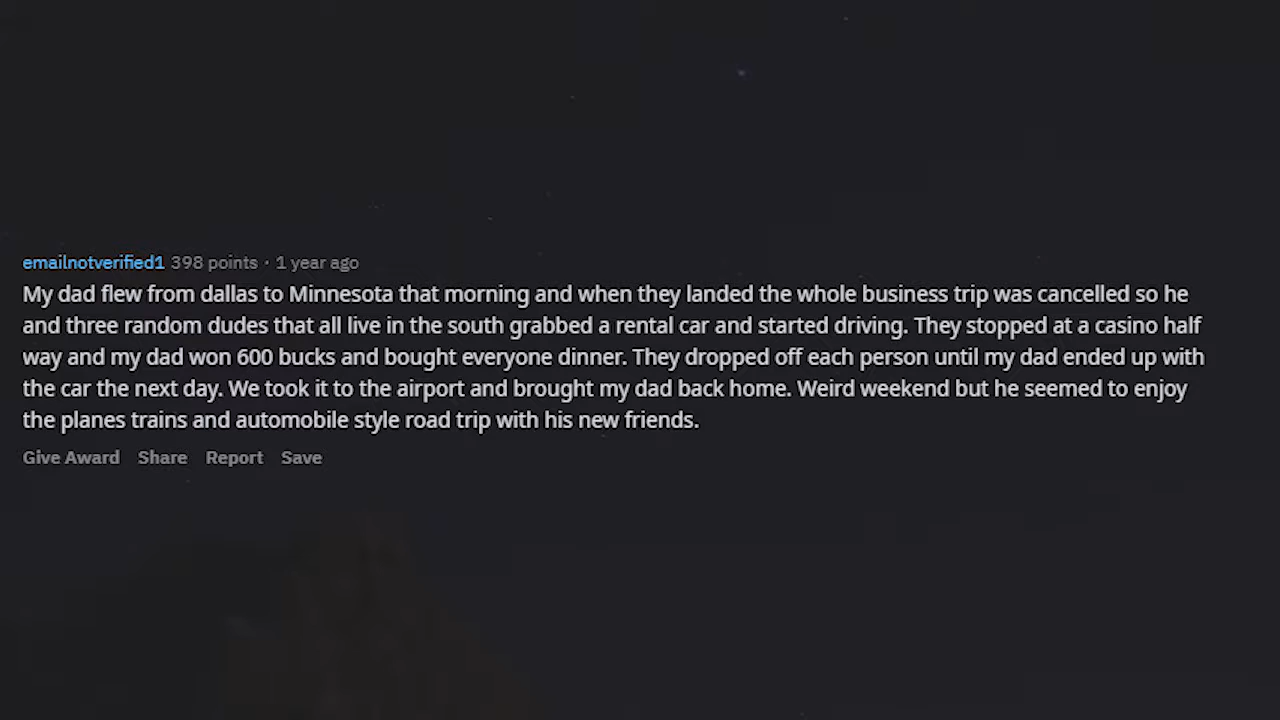 emailnotverified1 398 points · 1 year ago
My dad flew from dallas to Minnesota that morning and when they landed the whole business trip was cancelled so he
and three random dudes that all live in the south grabbed a rental car and started driving. They stopped at a casino half
way and my dad won 600 bucks and bought everyone dinner. They dropped off each person until my dad ended up with
the car the next day. We took it to the airport and brought my dad back home. Weird weekend but he seemed to enjoy
the planes trains and automobile style road trip with his new friends.
Give Award Share Report Save